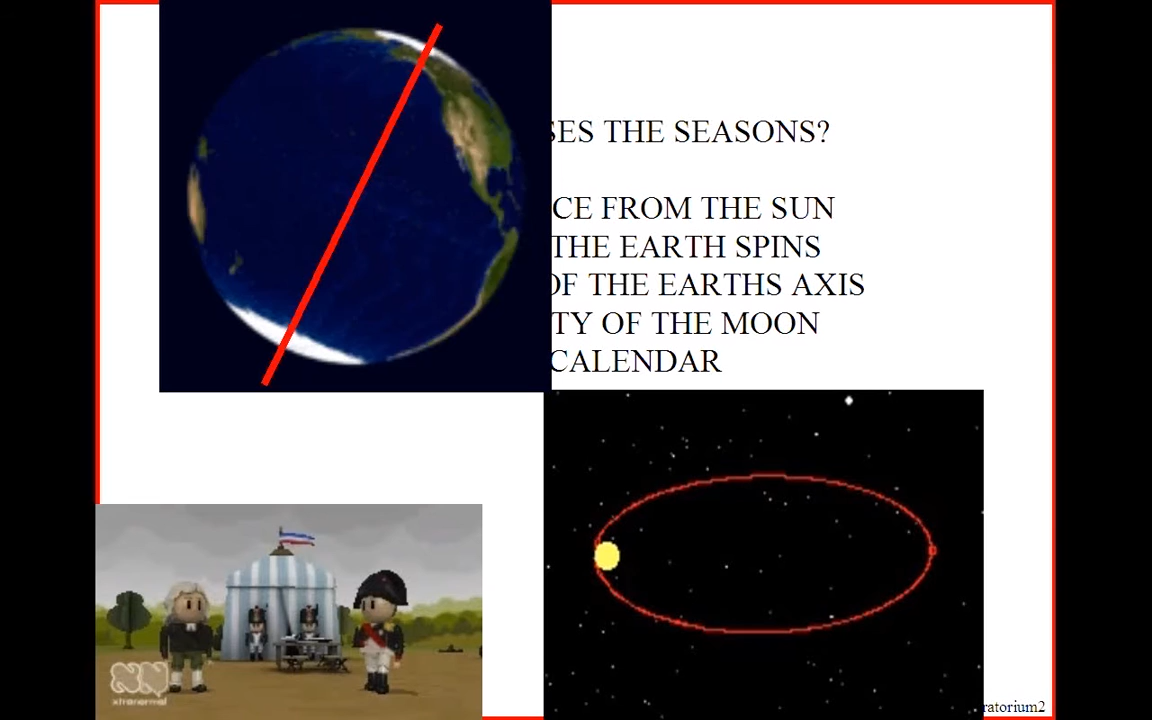 SES THE SEASONS?
CE FROM THE SUN
THE EARTH SPINS
OF THE EARTHS AXIS
TY OF THE MOON
CALENDAR
xtranormal
ratorium2